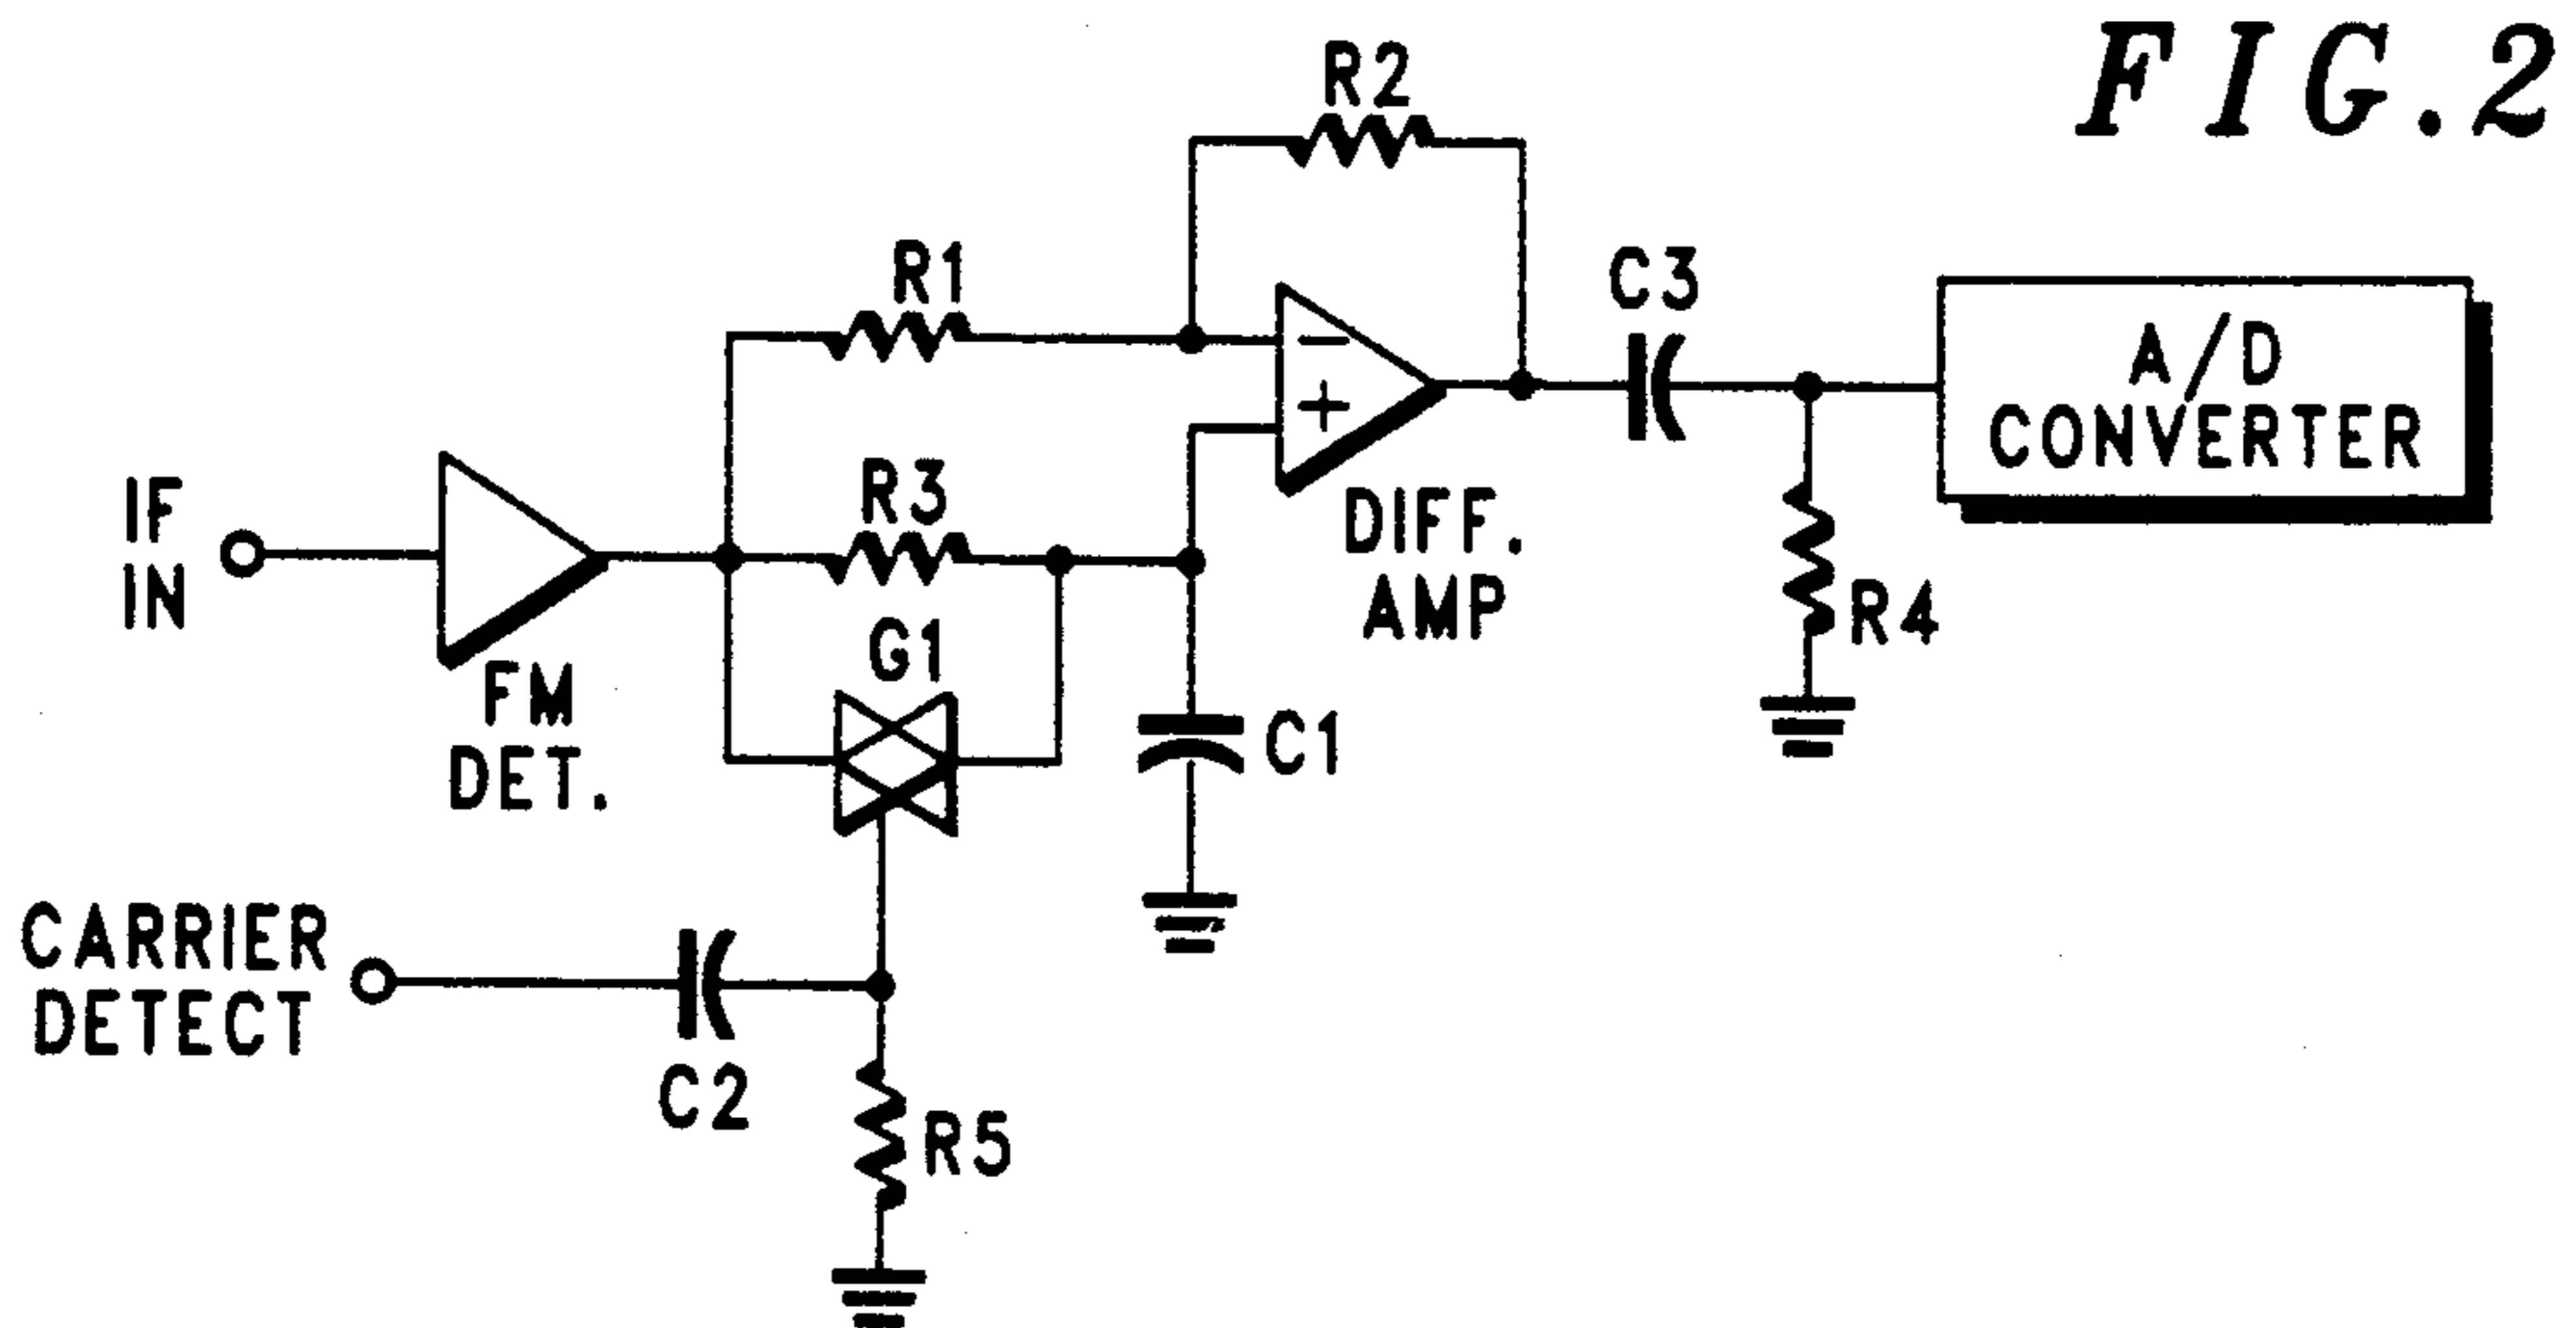 FIG.2
R2
R1
C3
A/D
CONVERTER
−
+
R3
IF
IN
DIFF.
AMP
R4
G1
FM
DET.
C1
CARRIER
DETECT
C2
R5